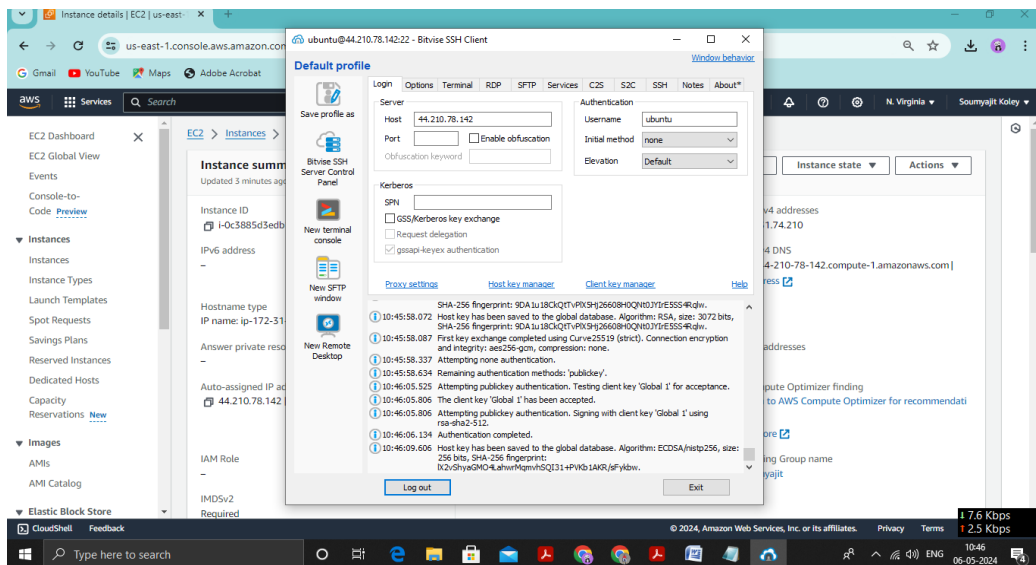 Instance details | EC2 | us-east-
us-east-1.console.aws.amazon.con
Gmail YouTube Maps Adobe Acrobat
aws Services Search N. Virginia Soumyajit Koley
EC2 Dashboard
EC2 Global View
Events
Console-to-
Code Preview
Instances
Instances
Instance Types
Launch Templates
Spot Requests
Savings Plans
Reserved Instances
Dedicated Hosts
Capacity
Reservations New
Images
AMIs
AMI Catalog
Elastic Block Store
EC2 > Instances >
Instance summ
Updated 3 minutes ago
Instance ID
i-0c3885d3edb
IPv6 address
–
Hostname type
IP name: ip-172-31-
Answer private reso
–
Auto-assigned IP ad
44.210.78.142
IAM Role
–
IMDSv2
Required
ubuntu@44.210.78.142:22 - Bitvise SSH Client
Default profile
Window behavior
Save profile as
Bitvise SSH
Server Control
Panel
New terminal
console
New SFTP
window
New Remote
Desktop
Login Options Terminal RDP SFTP Services C2S S2C SSH Notes About*
Server
Host 44.210.78.142
Port Enable obfuscation
Obfuscation keyword
Kerberos
SPN
GSS/Kerberos key exchange
Request delegation
gssapi-keyex authentication
Authentication
Username ubuntu
Initial method none
Elevation Default
Proxy settings Host key manager Client key manager Help
SHA-256 fingerprint: 9DA1u18CkQtTvPlXSHj26608H0QNt0JYIrE5SS4Rqlw.
10:45:58.072 Host key has been saved to the global database. Algorithm: RSA, size: 3072 bits,
SHA-256 fingerprint: 9DA1u18CkQtTvPlXSHj26608H0QNt0JYIrE5SS4Rqlw.
10:45:58.087 First key exchange completed using Curve25519 (strict). Connection encryption
and integrity: aes256-gcm, compression: none.
10:45:58.337 Attempting none authentication.
10:45:58.634 Remaining authentication methods: 'publickey'.
10:46:05.525 Attempting publickey authentication. Testing client key 'Global 1' for acceptance.
10:46:05.806 The client key 'Global 1' has been accepted.
10:46:05.806 Attempting publickey authentication. Signing with client key 'Global 1' using
rsa-sha2-512.
10:46:06.134 Authentication completed.
10:46:09.606 Host key has been saved to the global database. Algorithm: ECDSA/nistp256, size:
256 bits, SHA-256 fingerprint:
lX2vShyaGMO4LahwrMqmvhSQI31+PVKb1AKR/sFykbw.
Log out Exit
Instance state Actions
v4 addresses
1.74.210
4 DNS
4-210-78-142.compute-1.amazonaws.com |
ress
addresses
pute Optimizer finding
to AWS Compute Optimizer for recommendati
ore
ing Group name
yajit
CloudShell Feedback © 2024, Amazon Web Services, Inc. or its affiliates. Privacy Terms
7.6 Kbps
2.5 Kbps
Type here to search
ENG
10:46
06-05-2024
4